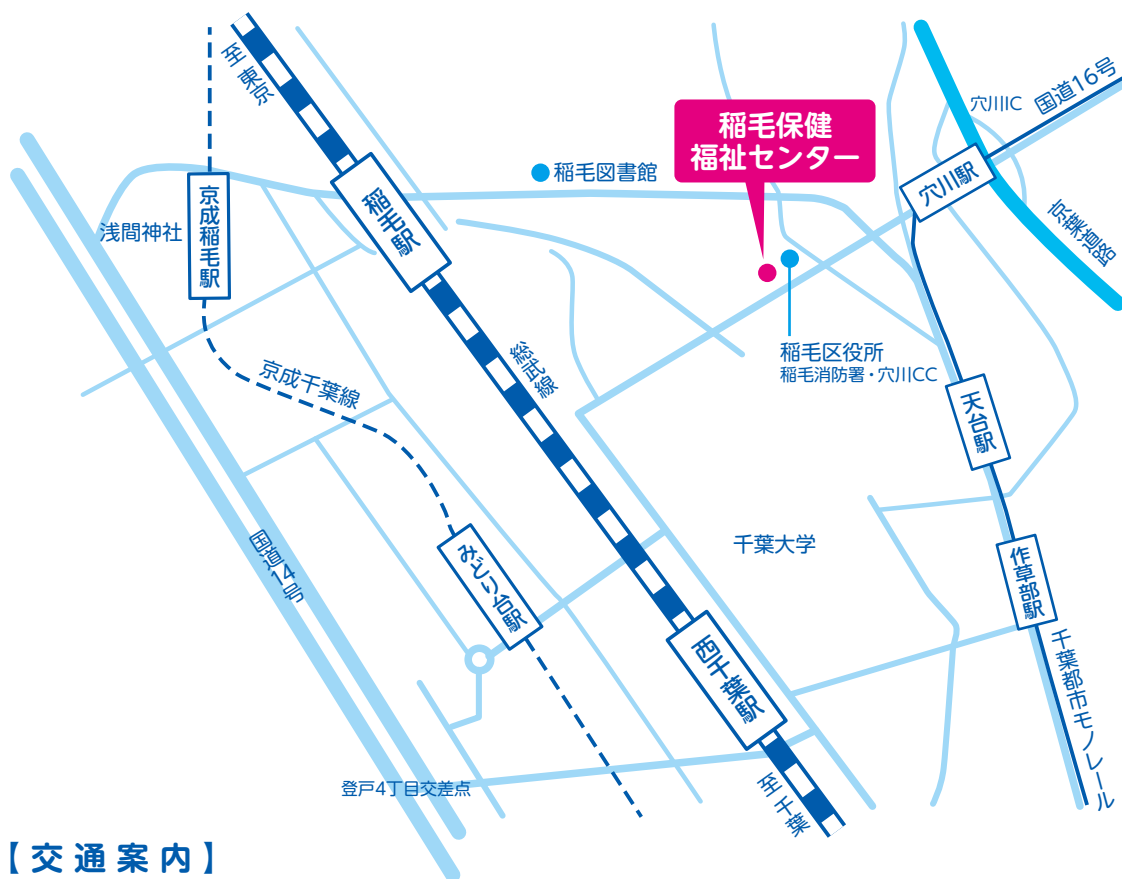 至東京
穴川IC
国道16号
稲毛保健
福祉センター
稲毛図書館
穴川駅
京成稲毛駅
稲毛駅
浅間神社
京葉道路
総武線
稲毛区役所
稲毛消防署・穴川CC
京成千葉線
天台駅
国道14号
みどり台駅
千葉大学
作草部駅
西千葉駅
千葉都市モノレール
登戸4丁目交差点
至千葉
【交通案内】